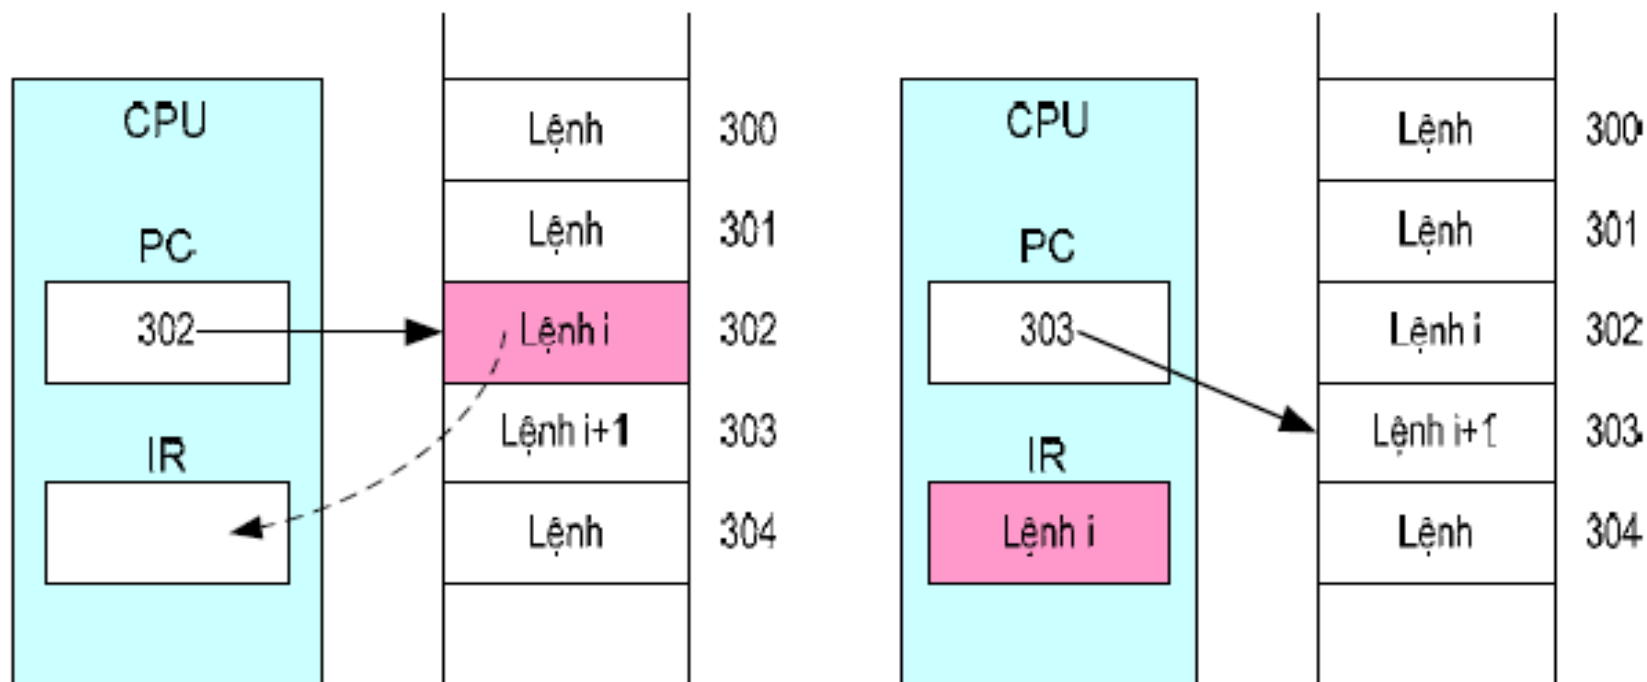 CPU
PC
302
IR
Lệnh 300
Lệnh 301
Lệnh i 302
Lệnh i+1 303
Lệnh 304
CPU
PC
303
IR
Lệnh i
Lệnh 300
Lệnh 301
Lệnh i 302
Lệnh i+1 303
Lệnh 304